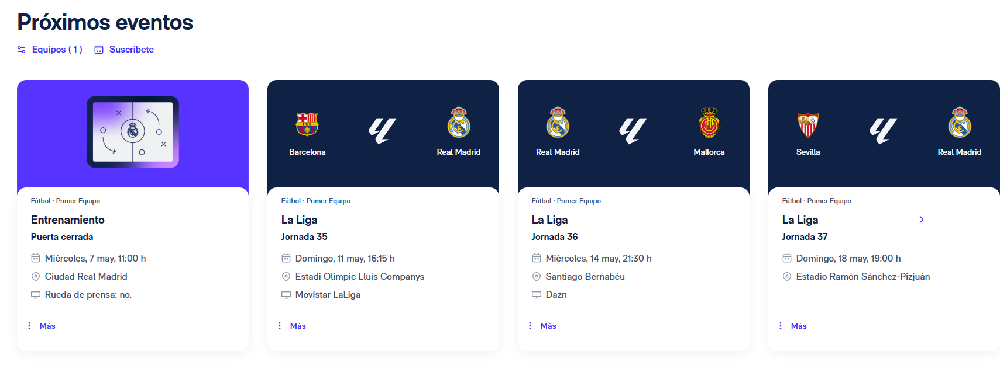 Próximos eventos
Equipos ( 1 )
Suscríbete
Barcelona
Real Madrid
Real Madrid
Mallorca
Sevilla
Real Madrid
Fútbol · Primer Equipo
Entrenamiento
Puerta cerrada
Miércoles, 7 may, 11:00 h
Ciudad Real Madrid
Rueda de prensa: no.
Más
Fútbol · Primer Equipo
La Liga
Jornada 35
Domingo, 11 may, 16:15 h
Estadi Olímpic Lluís Companys
Movistar LaLiga
Más
Fútbol · Primer Equipo
La Liga
Jornada 36
Miércoles, 14 may, 21:30 h
Santiago Bernabéu
Dazn
Más
Fútbol · Primer Equipo
La Liga
Jornada 37
Domingo, 18 may, 19:00 h
Estadio Ramón Sánchez-Pizjuán
Más